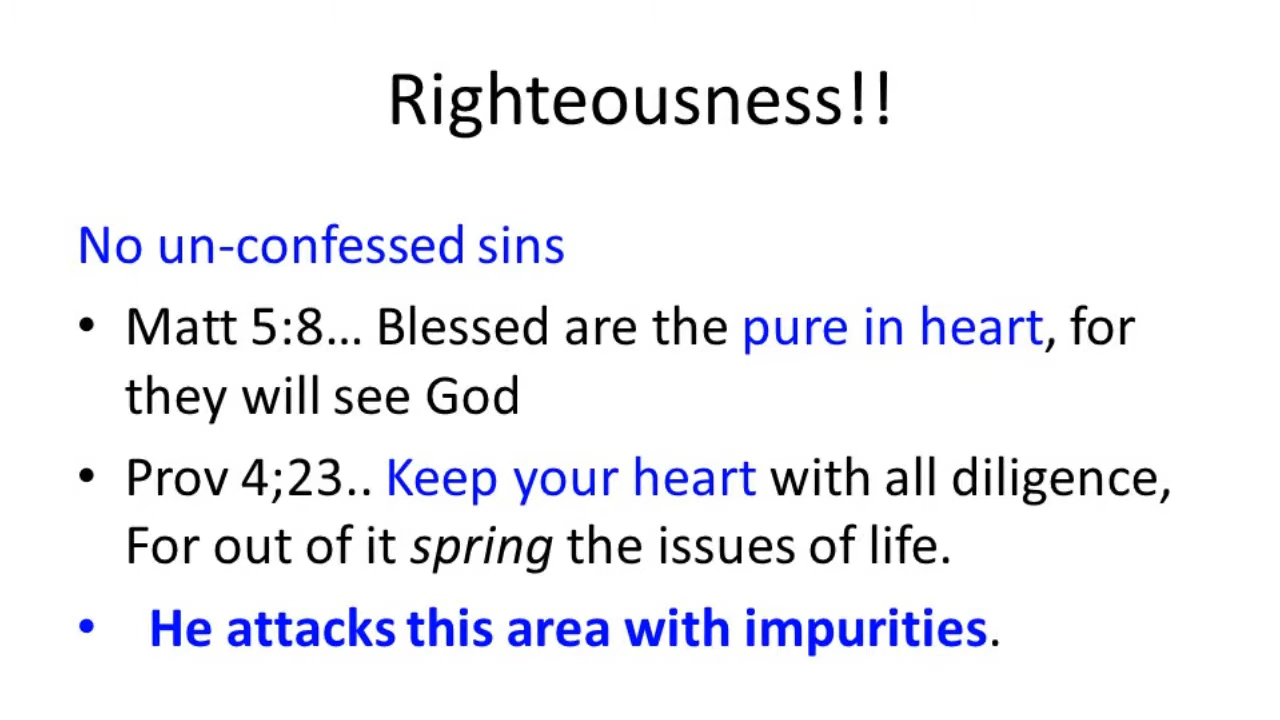 Righteousness!!
No un-confessed sins
• Matt 5:8... Blessed are the pure in heart, for
they will see God
• Prov 4;23.. Keep your heart with all diligence,
For out of it spring the issues of life.
• He attacks this area with impurities.